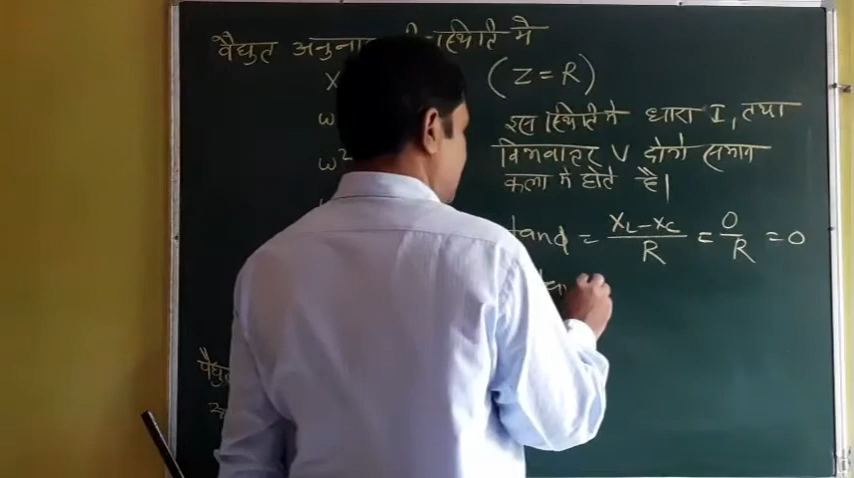 वैद्युत अनुनाद की स्थिति में
X
(Z = R)
ω
इस स्थिति में धारा I, तथा
ω²
विभवान्तर V दोनों समान
कला में होते है।
tanϕ = X_L-X_C / R = 0/R = 0
वैद्युत